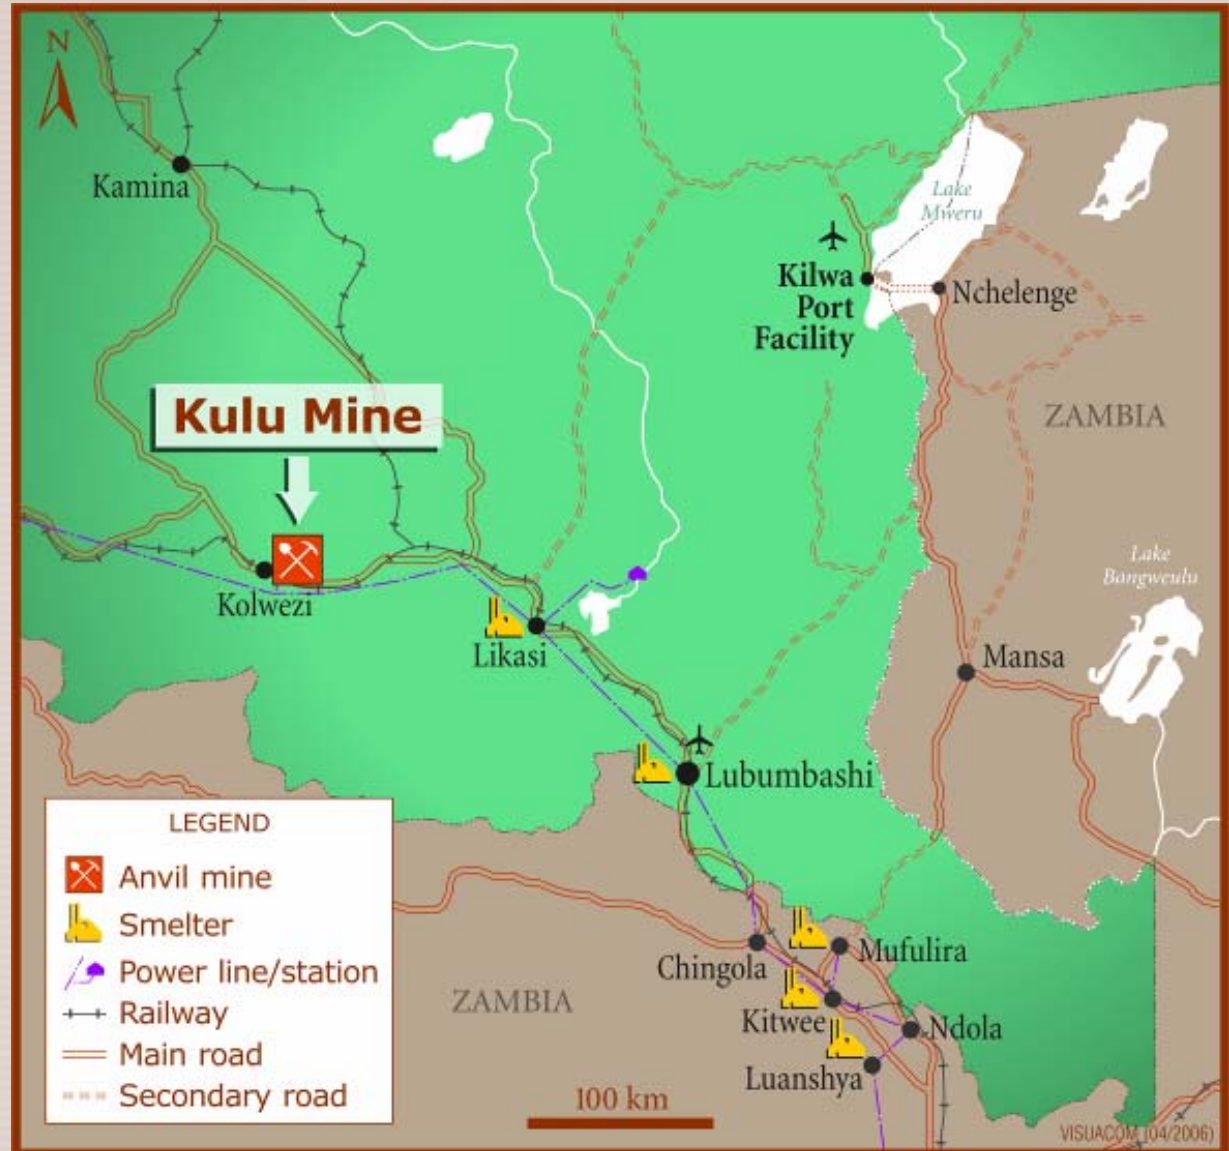 N
Kamina
Lake
Mweru
Kilwa
Port
Facility
Nchelenge
Kulu Mine
ZAMBIA
Kolwezi
Likasi
Lake
Bangweulu
Mansa
Lubumbashi
LEGEND
Anvil mine
Smelter
Power line/station
Railway
Main road
Secondary road
ZAMBIA
Chingola
Mufulira
Kitwee
Ndola
Luanshya
100 km
VISUACOM (04/2006)